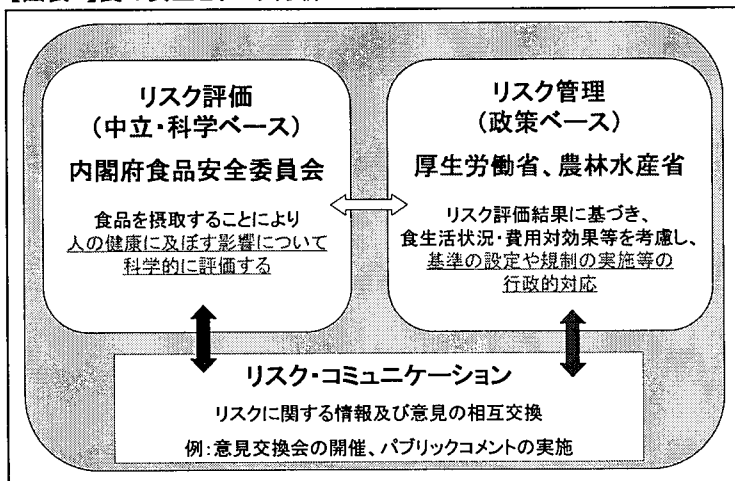 リスク評価
(中立・科学ベース)
内閣府食品安全委員会
食品を摂取することにより
人の健康に及ぼす影響について
科学的に評価する
リスク管理
(政策ベース)
厚生労働省、農林水産省
リスク評価結果に基づき、
食生活状況・費用対効果等を考慮し、
基準の設定や規制の実施等の
行政的対応
リスク・コミュニケーション
リスクに関する情報及び意見の相互交換
例:意見交換会の開催、パブリックコメントの実施